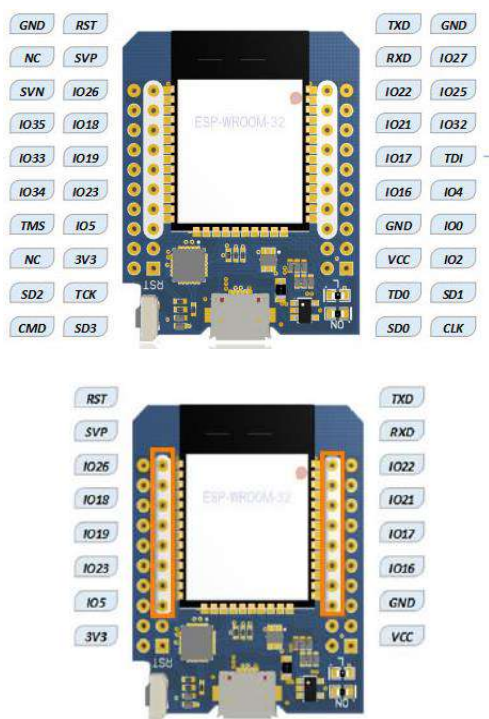 GND RST TXD GND
NC SVP RXD IO27
SVN IO26 IO22 IO25
IO35 IO18 IO21 IO32
IO33 IO19 IO17 TDI
IO34 IO23 IO16 IO4
TMS IO5 GND IO0
NC 3V3 VCC IO2
SD2 TCK TD0 SD1
CMD SD3 SD0 CLK
ESP-WROOM-32
RST
L
ON
RST TXD
SVP RXD
IO26 IO22
IO18 IO21
IO19 IO17
IO23 IO16
IO5 GND
3V3 VCC
ESP-WROOM-32
RST
L
ON